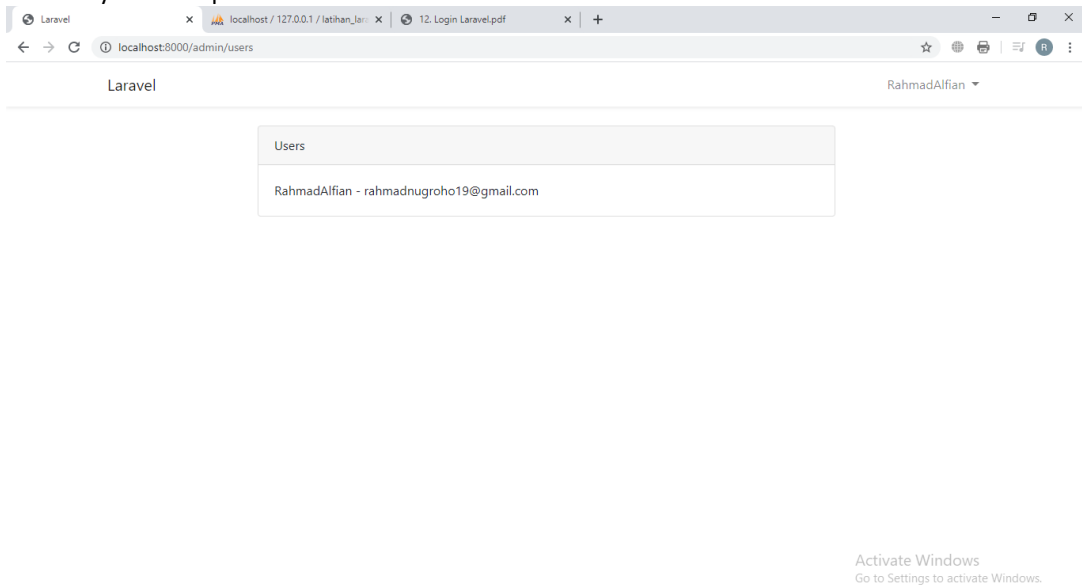 Laravel
localhost / 127.0.0.1 / latihan_lara
12. Login Laravel.pdf
localhost:8000/admin/users
R
Laravel
RahmadAlfian
Users
RahmadAlfian - rahmadnugroho19@gmail.com
Activate Windows
Go to Settings to activate Windows.